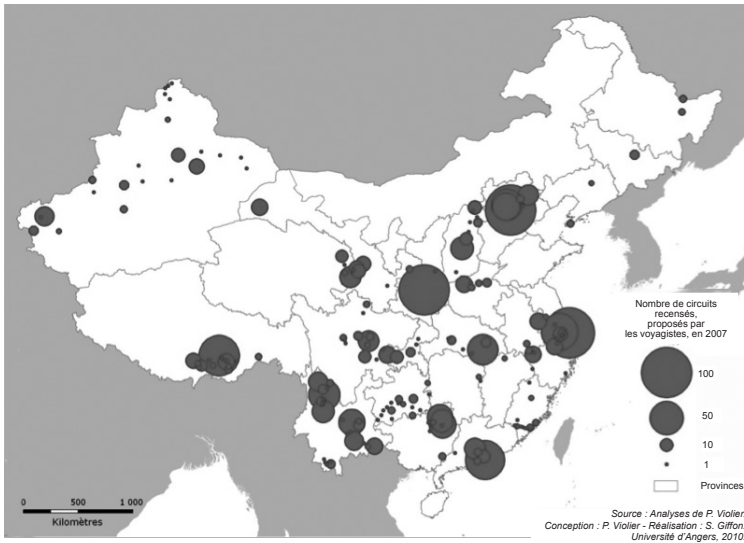 Nombre de circuits
recensés,
proposés par
les voyagistes, en 2007
100
50
10
1
Provinces
0 500 1 000
Kilomètres
Source : Analyses de P. Violier.
Conception : P. Violier - Réalisation : S. Giffon.
Université d'Angers, 2010.